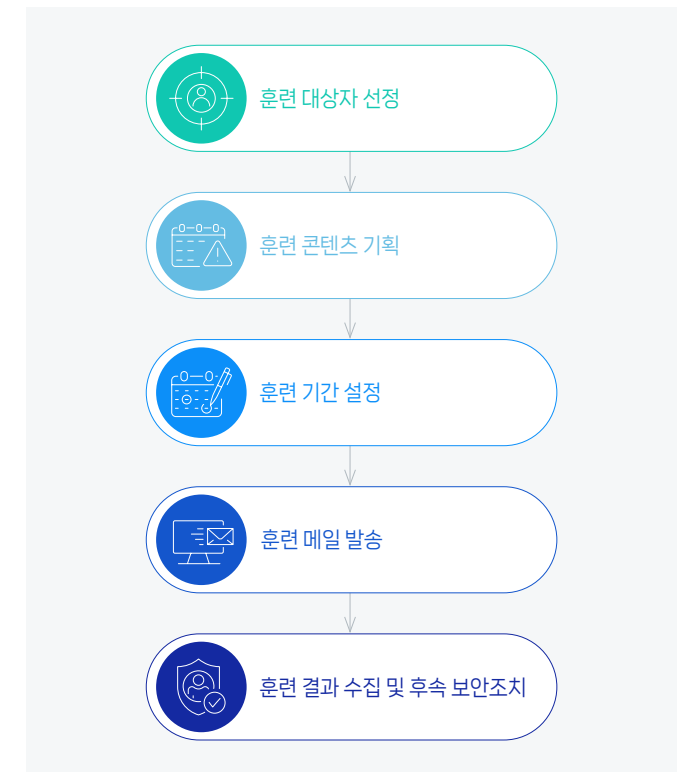 훈련 대상자 선정
훈련 콘텐츠 기획
훈련 기간 설정
훈련 메일 발송
훈련 결과 수집 및 후속 보안조치